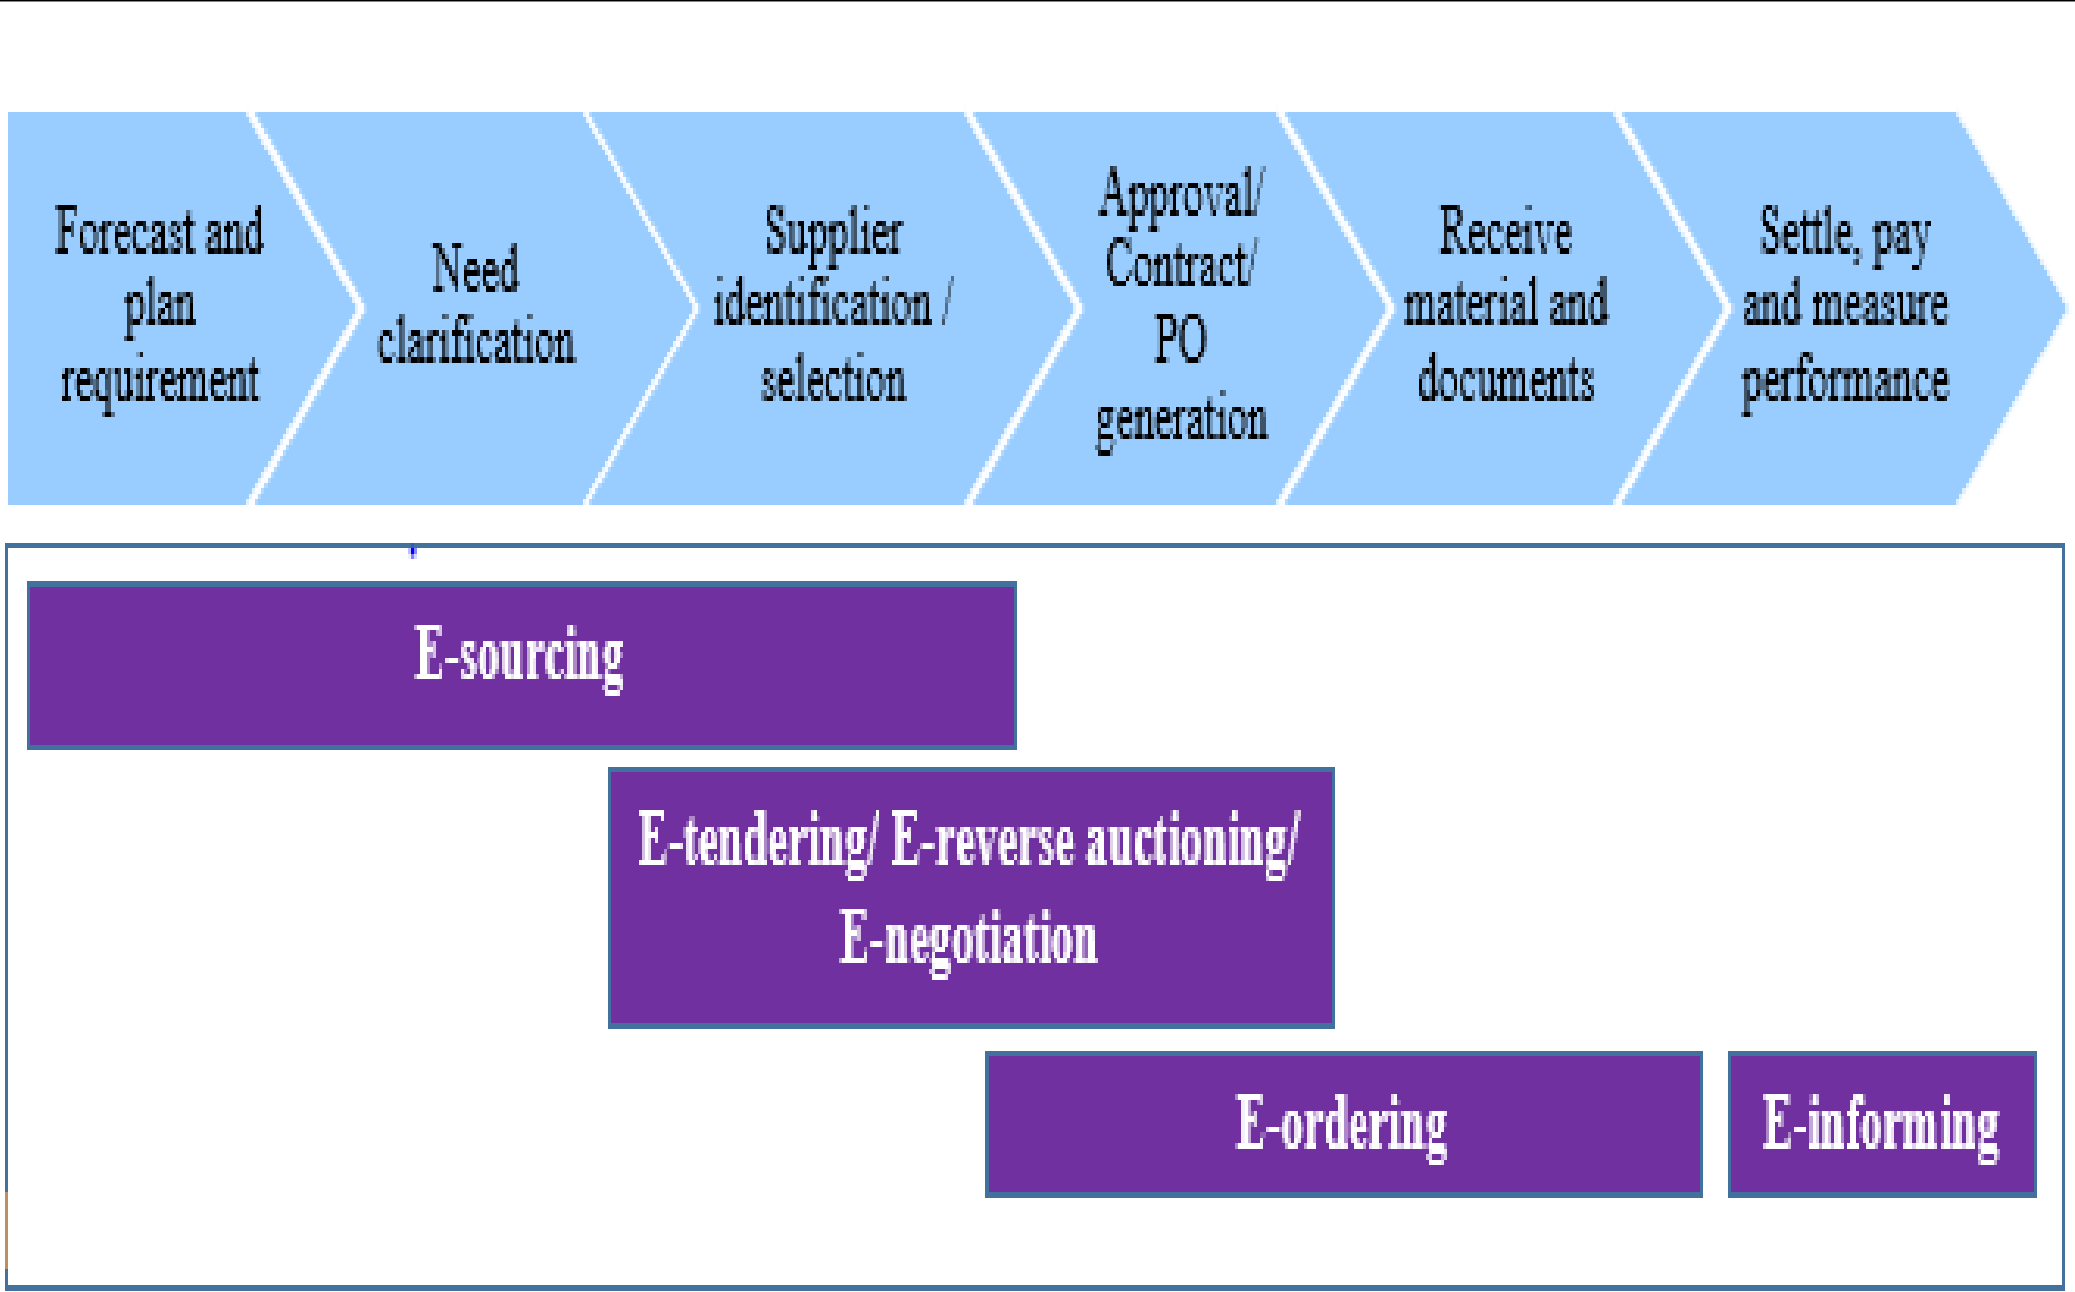 Forecast and
plan
requirement
Need
clarification
Supplier
identification /
selection
Approval/
Contract/
PO
generation
Receive
material and
documents
Settle, pay
and measure
performance
E-sourcing
E-tendering/ E-reverse auctioning/
E-negotiation
E-ordering
E-informing